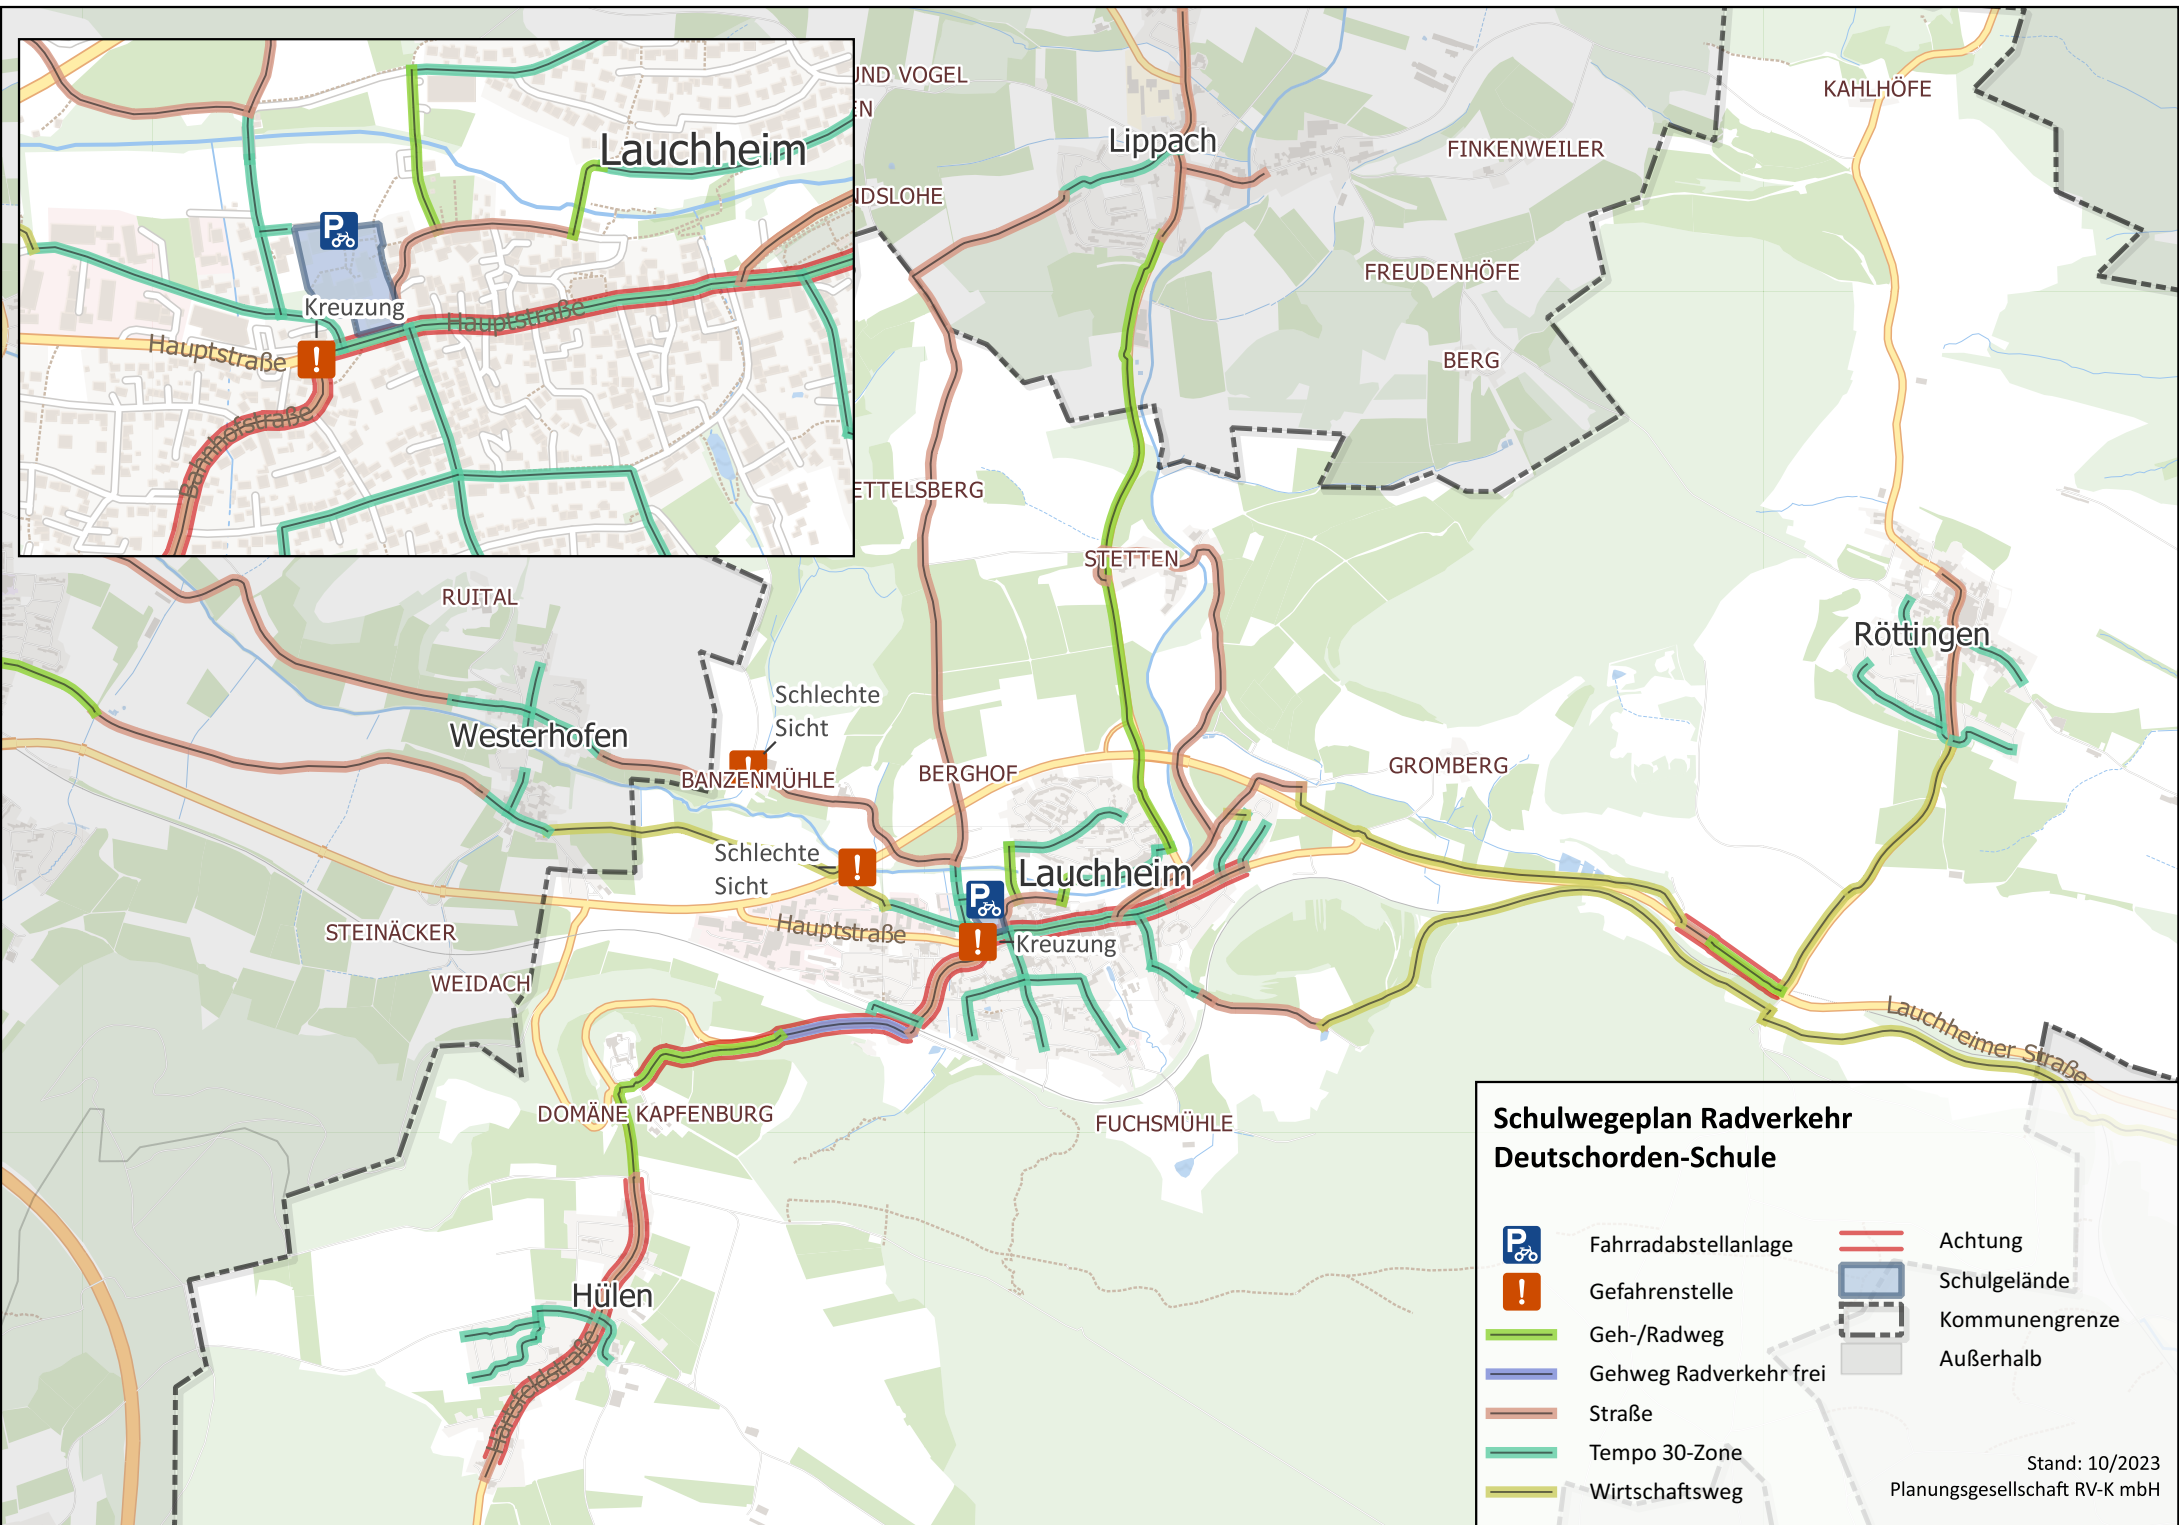 Lauchheim
Kreuzung
Hauptstraße
Hauptstraße
Bahnhofstraße
UND VOGEL
EN
NDSLOHE
ETTELSBERG
Lippach
KAHLHÖFE
FINKENWEILER
FREUDENHÖFE
BERG
STETTEN
RUITAL
Röttingen
Westerhofen
Schlechte
Sicht
BANZENMÜHLE
BERGHOF
GROMBERG
Schlechte
Sicht
Lauchheim
Hauptstraße
Kreuzung
STEINÄCKER
WEIDACH
Lauchheimer Straße
DOMÄNE KAPFENBURG
FUCHSMÜHLE
Hülen
Hartsfeldstraße
Schulwegeplan Radverkehr
Deutschorden-Schule
Fahrradabstellanlage
Gefahrenstelle
Geh-/Radweg
Gehweg Radverkehr frei
Straße
Tempo 30-Zone
Wirtschaftsweg
Achtung
Schulgelände
Kommunengrenze
Außerhalb
Stand: 10/2023
Planungsgesellschaft RV-K mbH